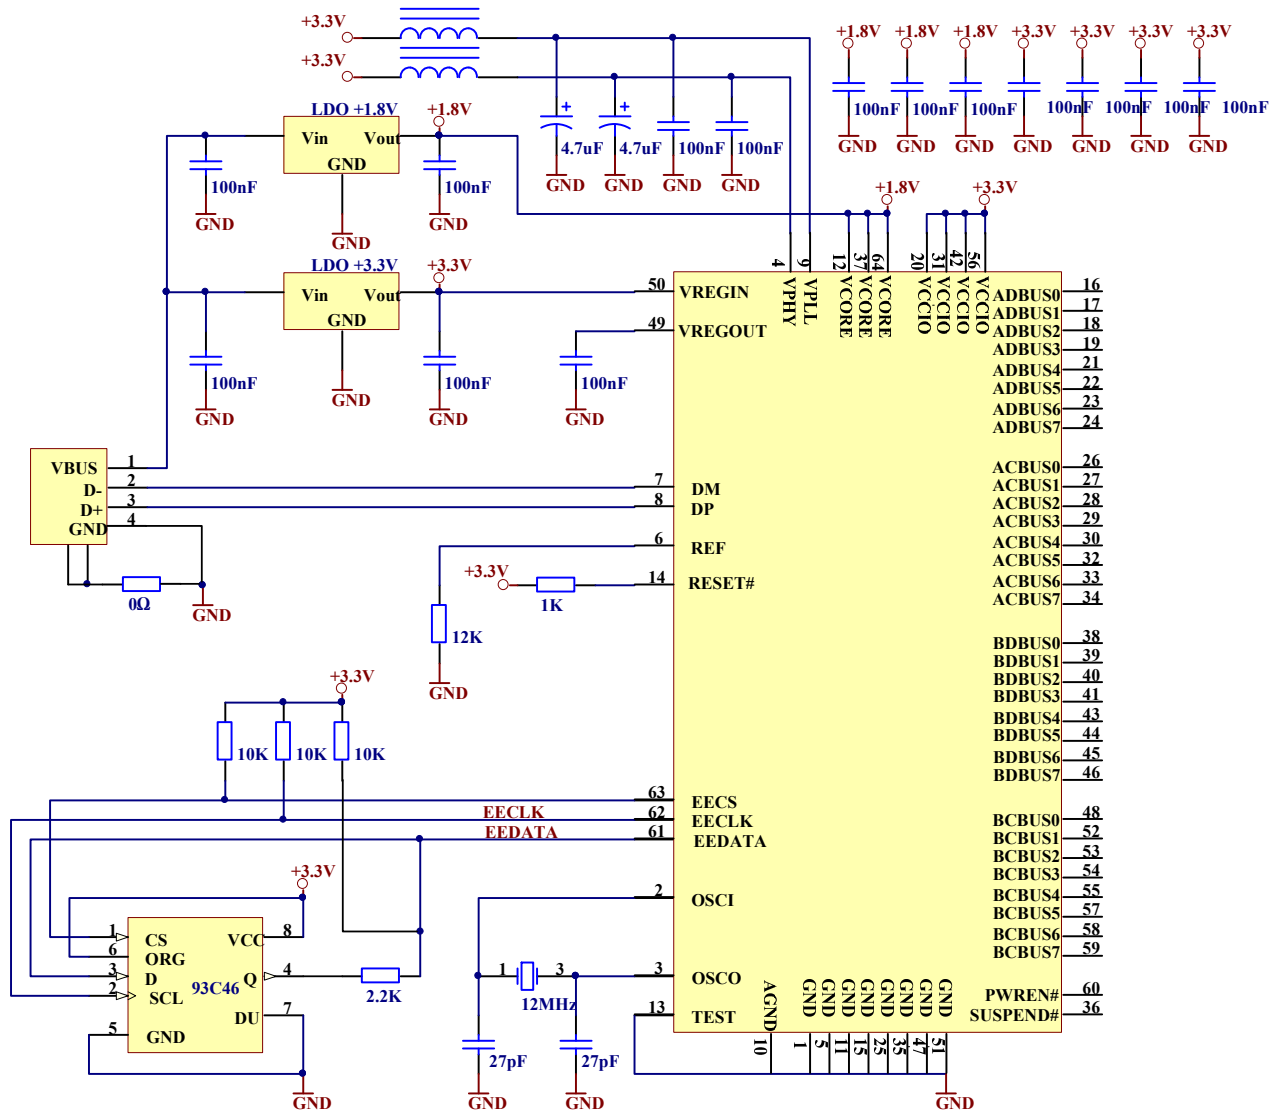 +3.3V
+3.3V
+1.8V +1.8V +1.8V +3.3V +3.3V +3.3V +3.3V
100nF 100nF 100nF 100nF 100nF 100nF 100nF
GND GND GND GND GND GND GND
+ +
4.7uF 4.7uF 100nF 100nF
GND GND GND GND
LDO +1.8V
+1.8V
Vin Vout
GND
100nF 100nF
GND GND GND
LDO +3.3V
+3.3V
Vin Vout
GND
100nF 100nF 100nF
GND GND GND GND
+1.8V
+3.3V
4 VPHY
9 VPLL
12 VCORE
37 VCORE
64 VCORE
20 VCCIO
31 VCCIO
42 VCCIO
56 VCCIO
50 VREGIN
49 VREGOUT
VBUS 1
D- 2
D+ 3
GND 4
0Ω
GND
7 DM
8 DP
6 REF
14 RESET#
+3.3V
1K
12K
GND
+3.3V
10K 10K 10K
63 EECS
EECLK 62 EECLK
EEDATA 61 EEDATA
+3.3V
1 CS
6 ORG
3 D
2 SCL
5 GND
93C46
VCC 8
Q 4
DU 7
2.2K
GND
2 OSCI
3 OSCO
13 TEST
1 3
12MHz
27pF 27pF
GND GND
ADBUS0 16
ADBUS1 17
ADBUS2 18
ADBUS3 19
ADBUS4 21
ADBUS5 22
ADBUS6 23
ADBUS7 24
ACBUS0 26
ACBUS1 27
ACBUS2 28
ACBUS3 29
ACBUS4 30
ACBUS5 32
ACBUS6 33
ACBUS7 34
BDBUS0 38
BDBUS1 39
BDBUS2 40
BDBUS3 41
BDBUS4 43
BDBUS5 44
BDBUS6 45
BDBUS7 46
BCBUS0 48
BCBUS1 52
BCBUS2 53
BCBUS3 54
BCBUS4 55
BCBUS5 57
BCBUS6 58
BCBUS7 59
PWREN# 60
SUSPEND# 36
AGND 10
GND 1
GND 5
GND 11
GND 15
GND 25
GND 35
GND 47
GND 51
GND